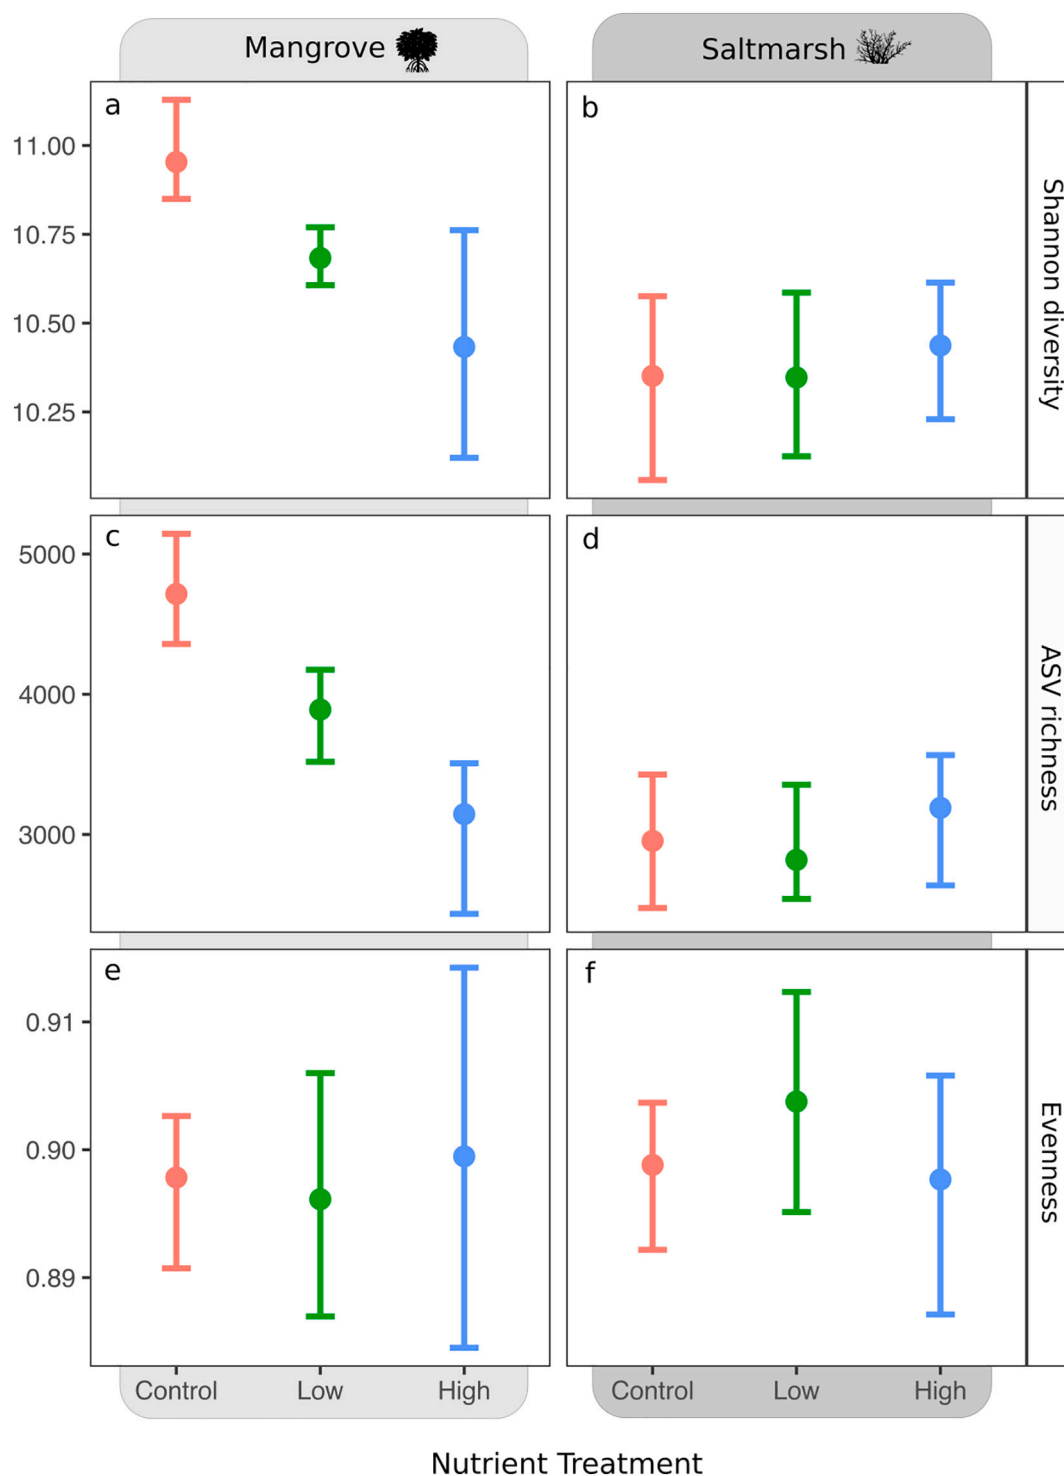 Mangrove
Saltmarsh
a
b
11.00
10.75
10.50
10.25
Shannon diversity
c
d
5000
4000
3000
ASV richness
e
f
0.91
0.90
0.89
Evenness
Control Low High
Control Low High
Nutrient Treatment